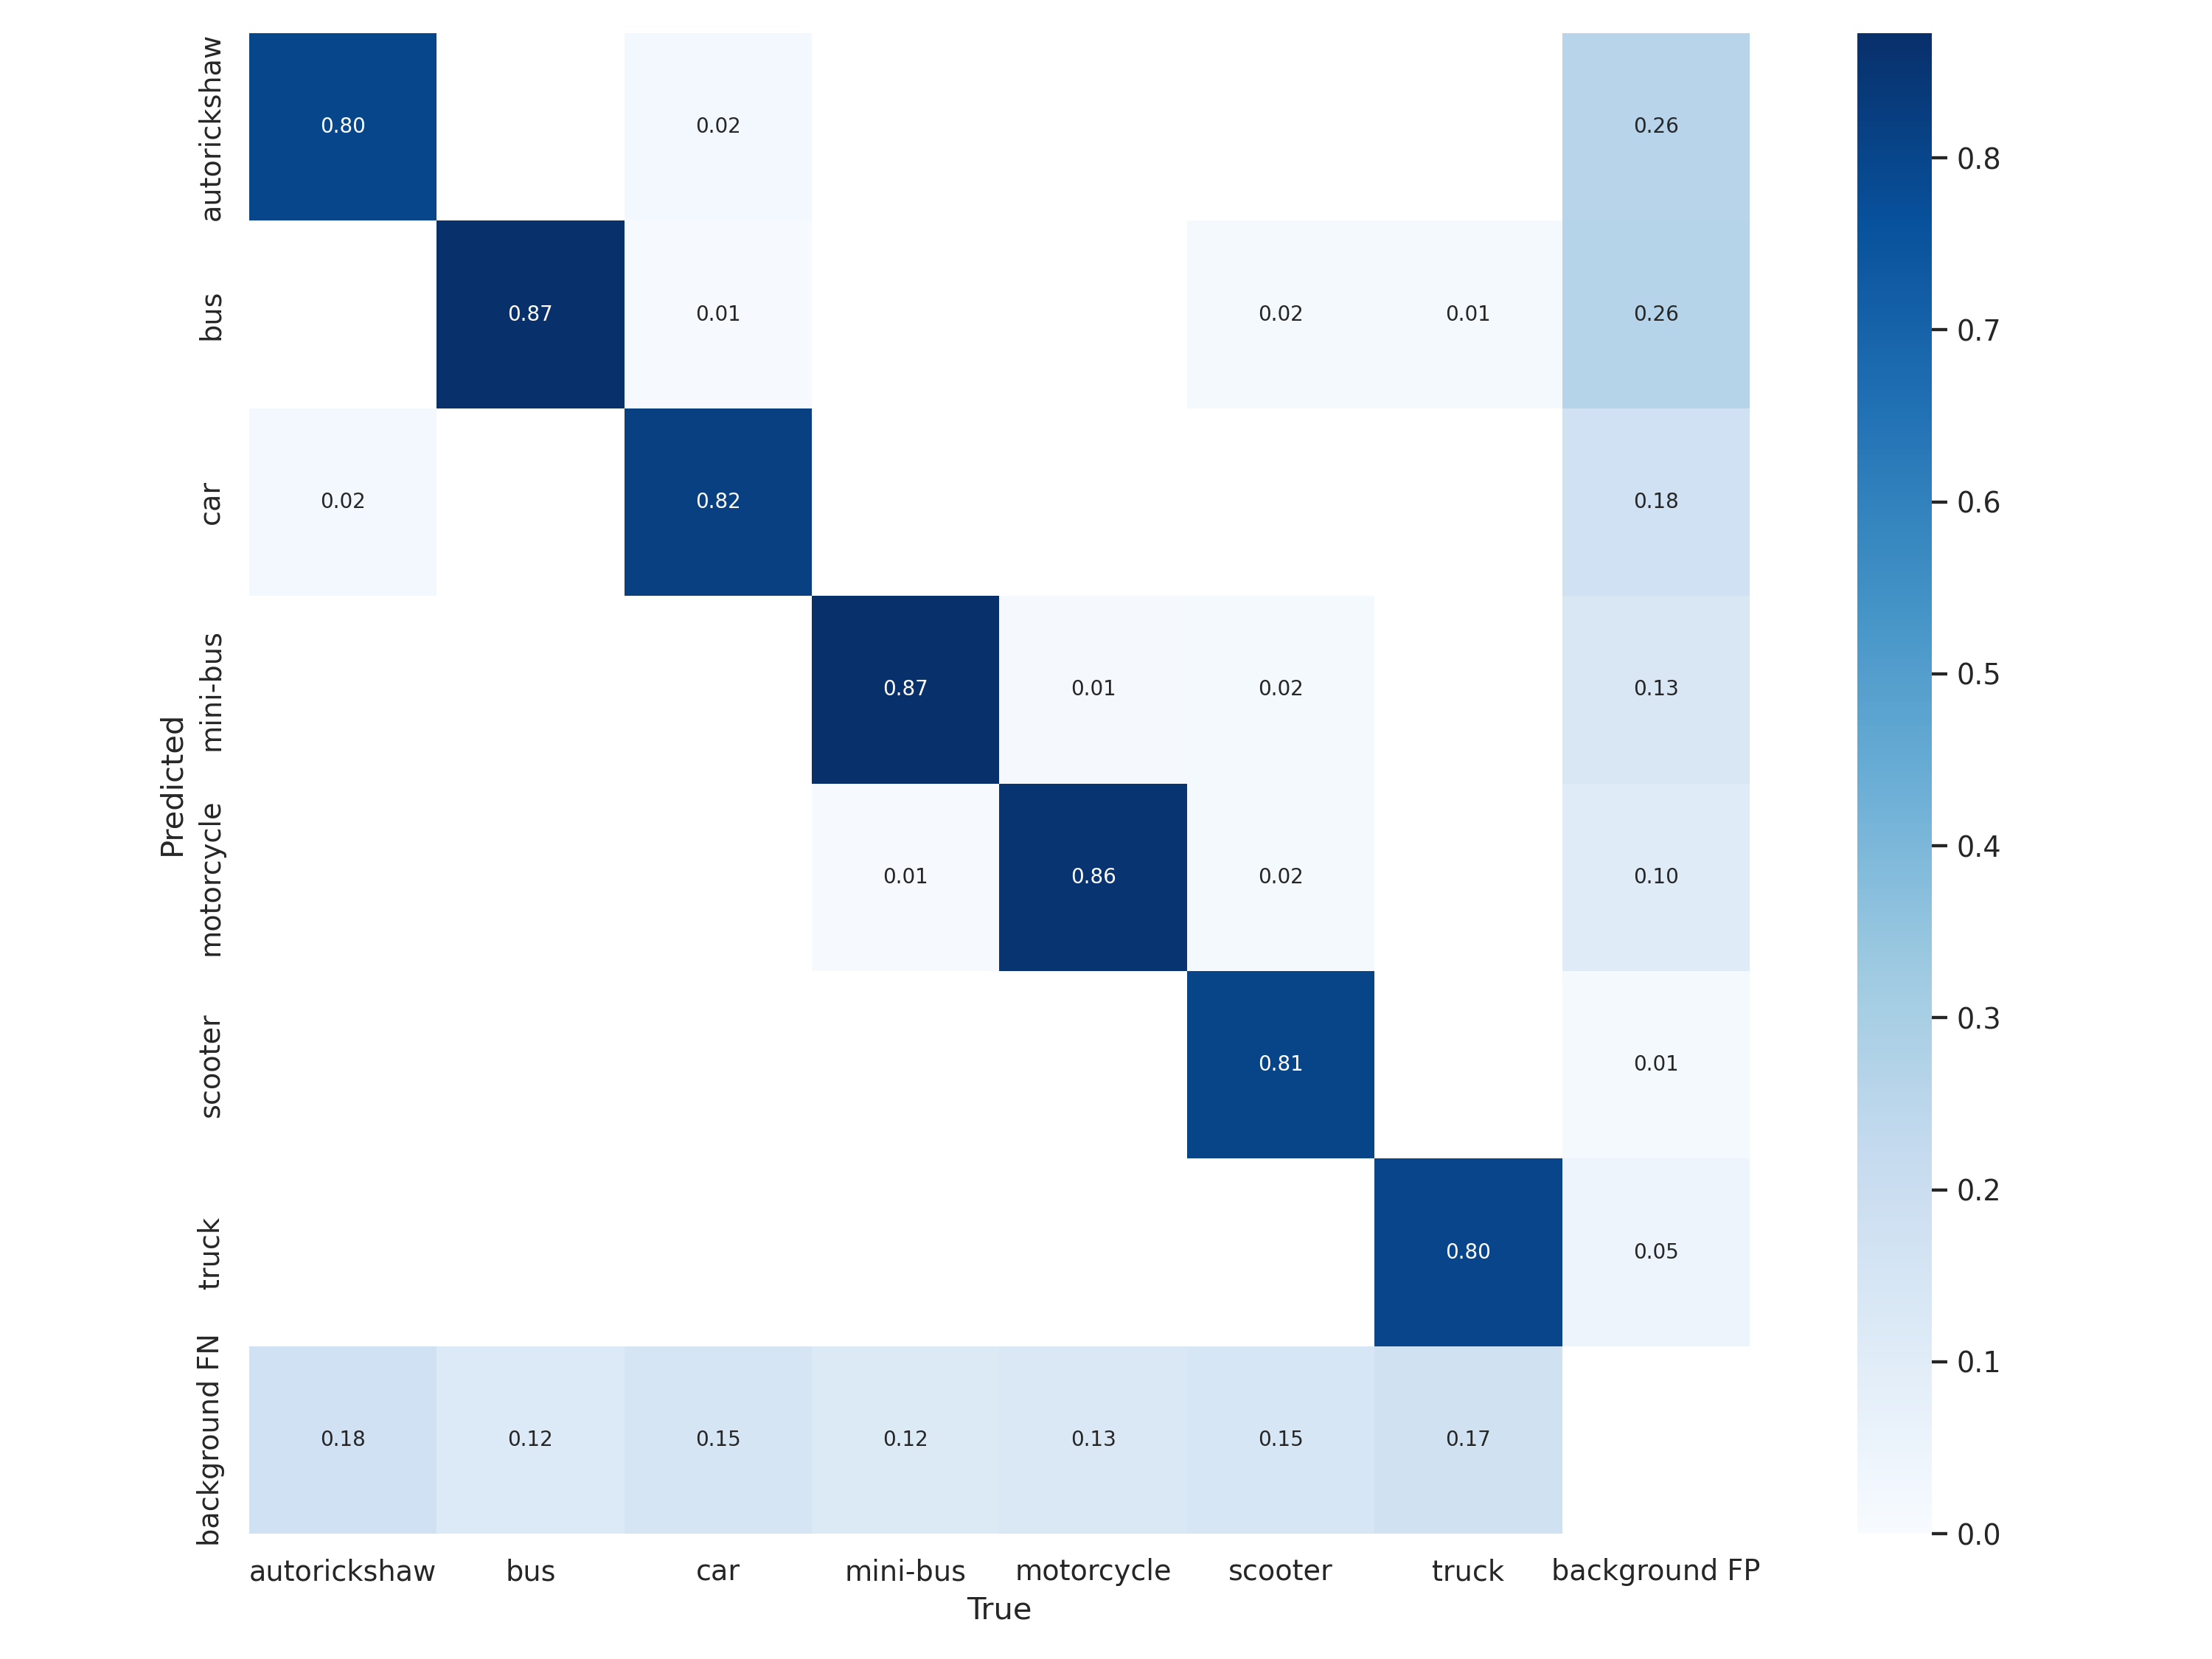 autorickshaw 0.80 0.02 0.26
bus 0.87 0.01 0.02 0.01 0.26
car 0.02 0.82 0.18
mini-bus 0.87 0.01 0.02 0.13
motorcycle 0.01 0.86 0.02 0.10
scooter 0.81 0.01
truck 0.80 0.05
background FN 0.18 0.12 0.15 0.12 0.13 0.15 0.17
Predicted
autorickshaw bus car mini-bus motorcycle scooter truck background FP
True
0.8
0.7
0.6
0.5
0.4
0.3
0.2
0.1
0.0